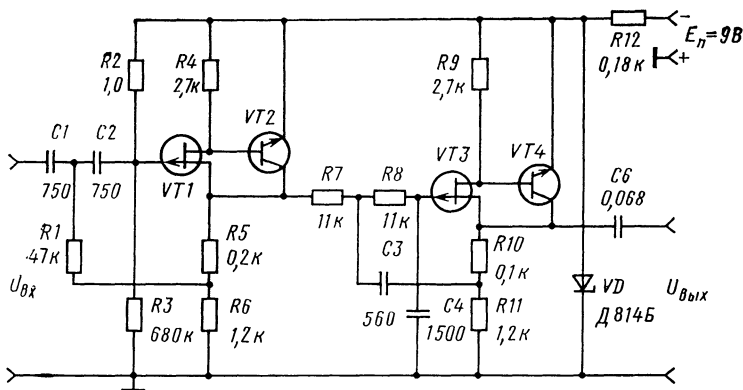 R2
1,0
R4
2,7к
R9
2,7к
R12
0,18к
−
Eп=9В
+
C1
750
C2
750
VT1
VT2
R7
11к
R8
11к
VT3
VT4
C6
0,068
R1
47к
R5
0,2к
C3
560
R10
0,1к
Uвх
R3
680к
R6
1,2к
C4
1500
R11
1,2к
VD
Д814Б
Uвых